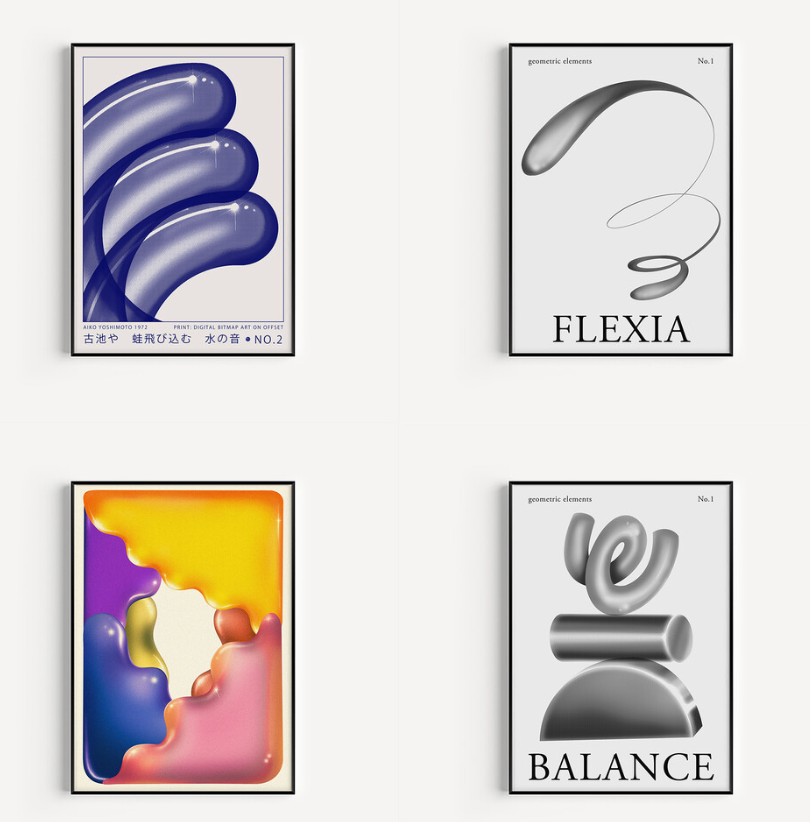 AIKO YOSHIMOTO 1972 PRINT: DIGITAL BITMAP ART ON OFFSET
古池や 蛙飛び込む 水の音 ● NO.2
geometric elements No.1
FLEXIA
geometric elements No.1
BALANCE